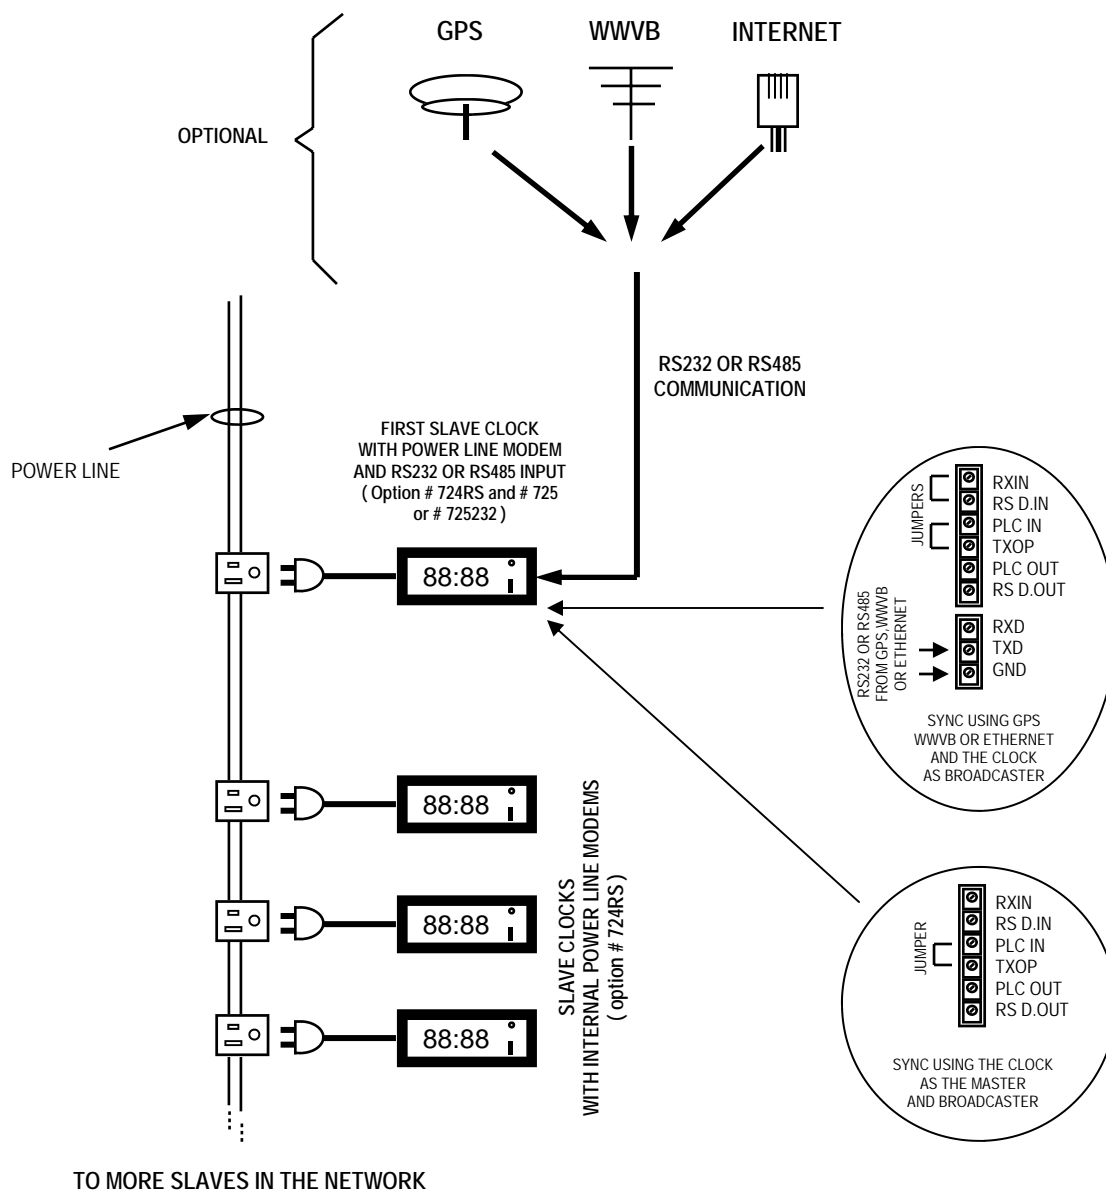 GPS
WWVB
INTERNET
OPTIONAL
RS232 OR RS485
COMMUNICATION
POWER LINE
FIRST SLAVE CLOCK
WITH POWER LINE MODEM
AND RS232 OR RS485 INPUT
( Option # 724RS and # 725
or # 725232 )
88:88
88:88
88:88
88:88
SLAVE CLOCKS
WITH INTERNAL POWER LINE MODEMS
( option # 724RS )
JUMPERS
RXIN
RS D.IN
PLC IN
TXOP
PLC OUT
RS D.OUT
RS232 OR RS485
FROM GPS,WWVB
OR ETHERNET
RXD
TXD
GND
SYNC USING GPS
WWVB OR ETHERNET
AND THE CLOCK
AS BROADCASTER
JUMPER
RXIN
RS D.IN
PLC IN
TXOP
PLC OUT
RS D.OUT
SYNC USING THE CLOCK
AS THE MASTER
AND BROADCASTER
TO MORE SLAVES IN THE NETWORK